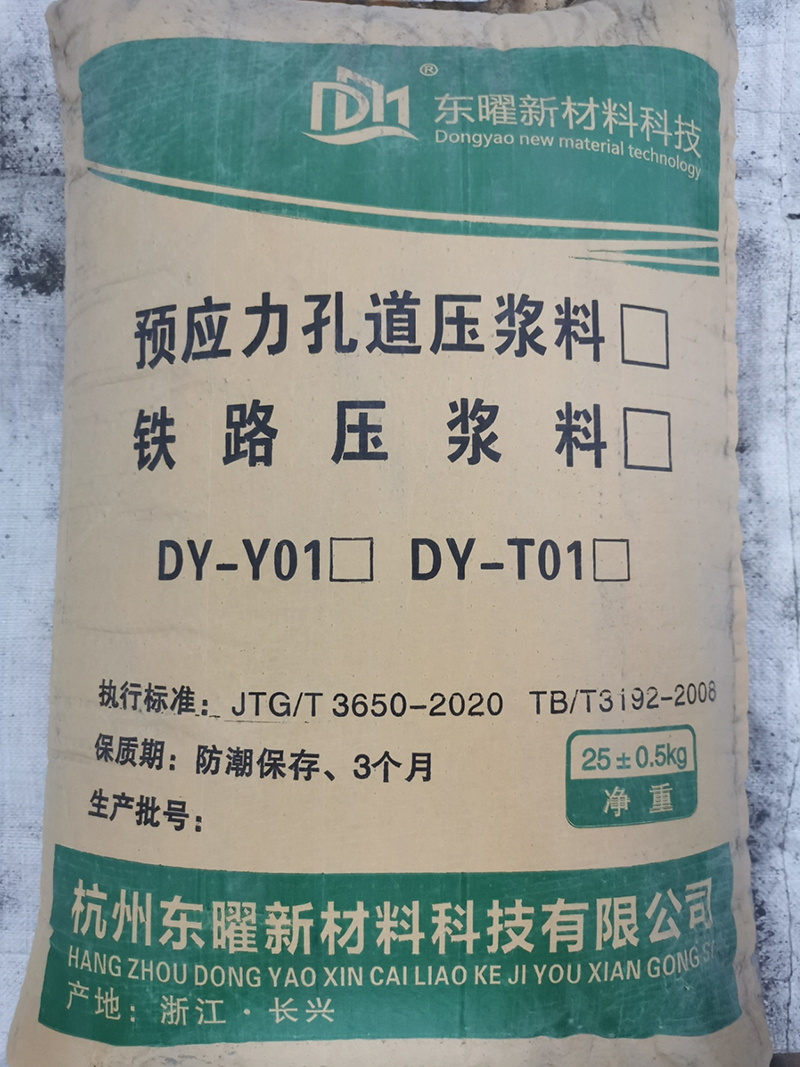 DM®
东曜新材料科技
Dongyao new material technology
预应力孔道压浆料□
铁路压浆料□
DY-Y01□ DY-T01□
执行标准：JTG/T 3650-2020 TB/T3192-2008
保质期：防潮保存、3个月
25±0.5kg
净重
生产批号：
杭州东曜新材料科技有限公司
HANG ZHOU DONG YAO XIN CAI LIAO KE JI YOU XIAN GONG
产地：浙江·长兴